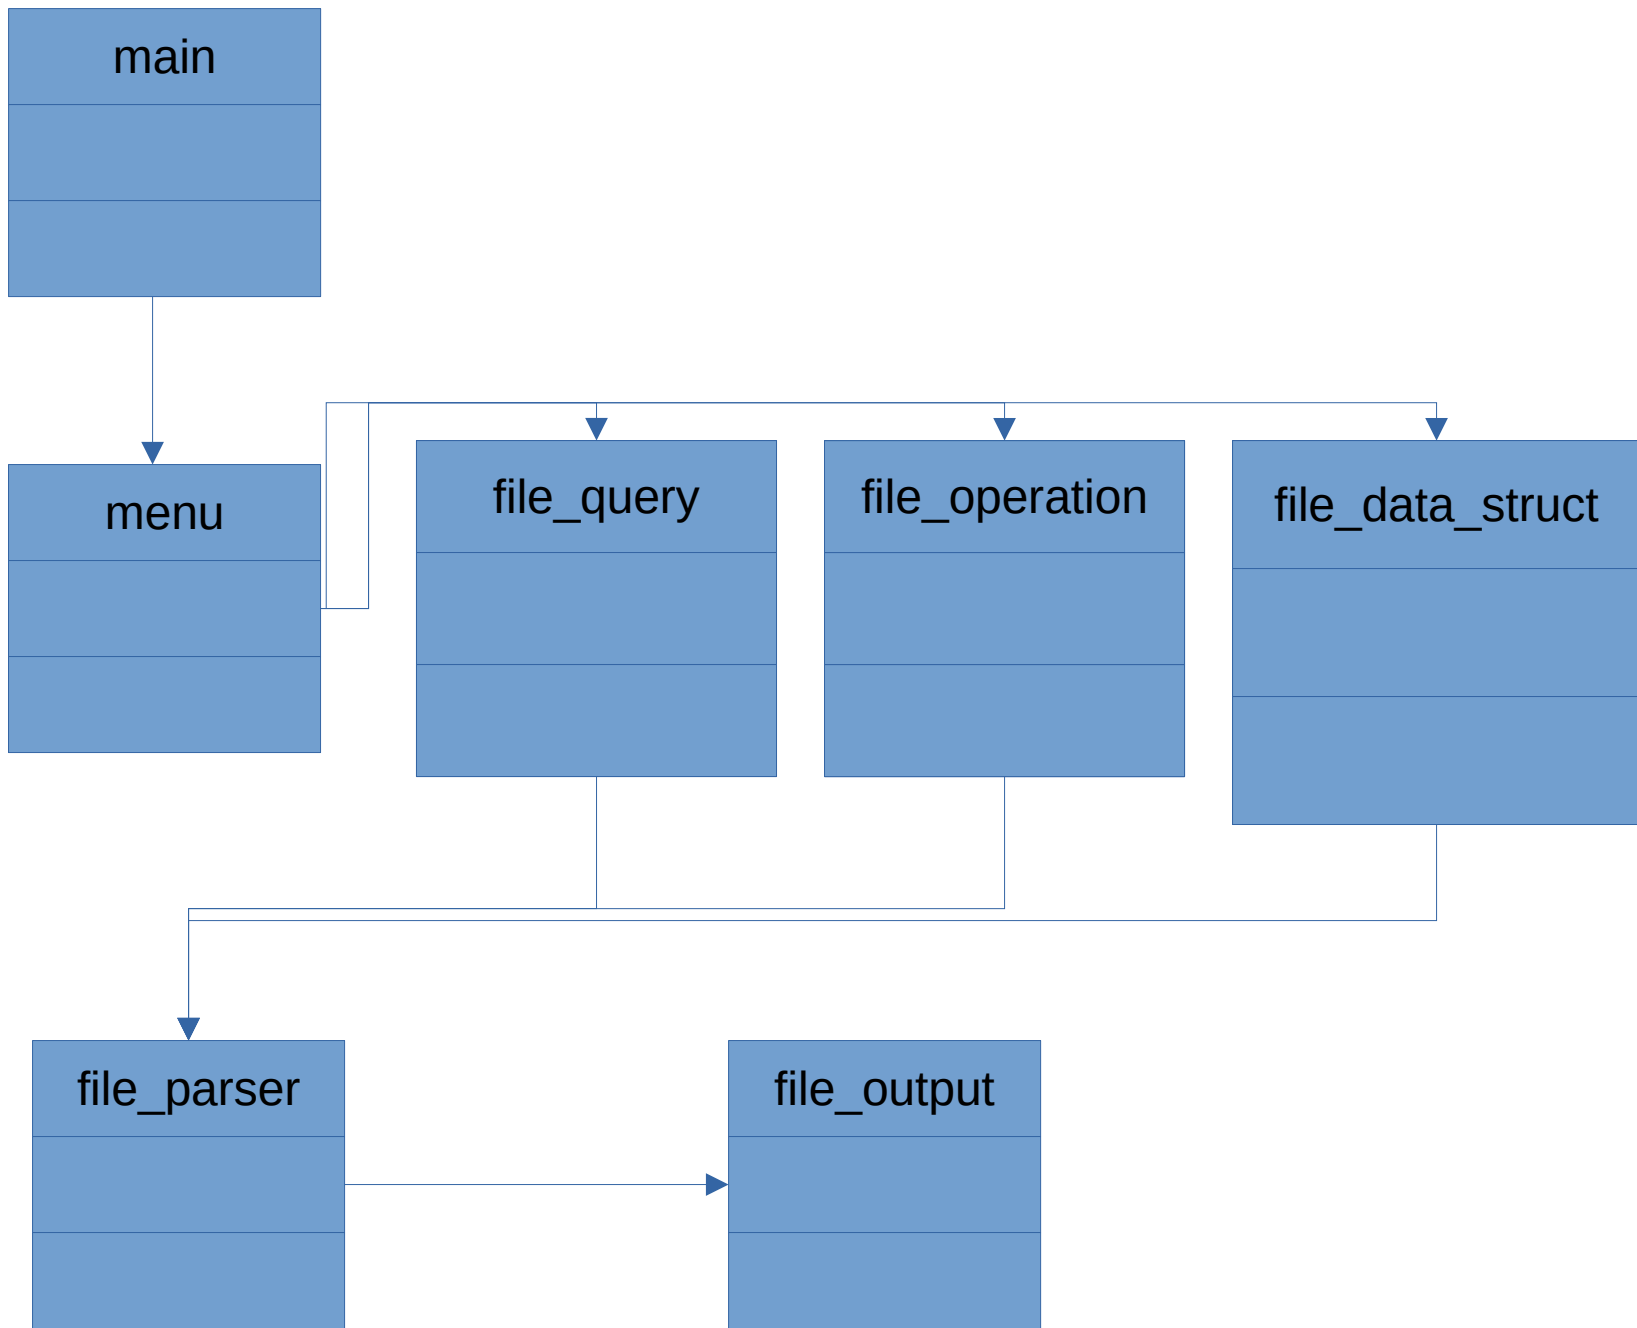 main
menu
file_query
file_operation
file_data_struct
file_parser
file_output